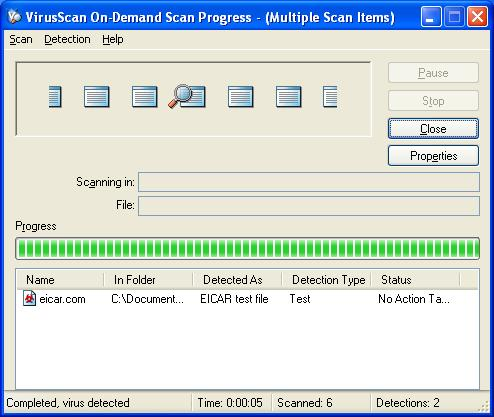 VirusScan On-Demand Scan Progress - (Multiple Scan Items)
Scan Detection Help
Pause
Stop
Close
Properties
Scanning in:
File:
Progress
Name In Folder Detected As Detection Type Status
eicar.com C:\Document... EICAR test file Test No Action Ta...
Completed, virus detected Time: 0:00:05 Scanned: 6 Detections: 2